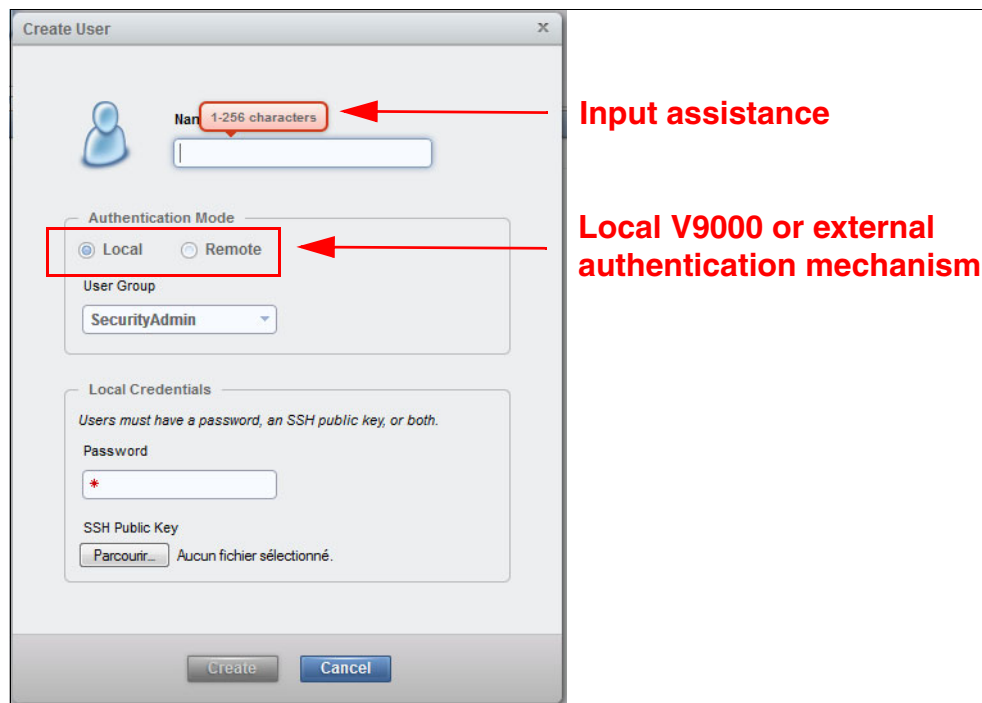 Create User x
Nan 1-256 characters
Input assistance
Authentication Mode
Local Remote
Local V9000 or external
authentication mechanism
User Group
SecurityAdmin
Local Credentials
Users must have a password, an SSH public key, or both.
Password
*
SSH Public Key
Parcourir... Aucun fichier sélectionné.
Create Cancel